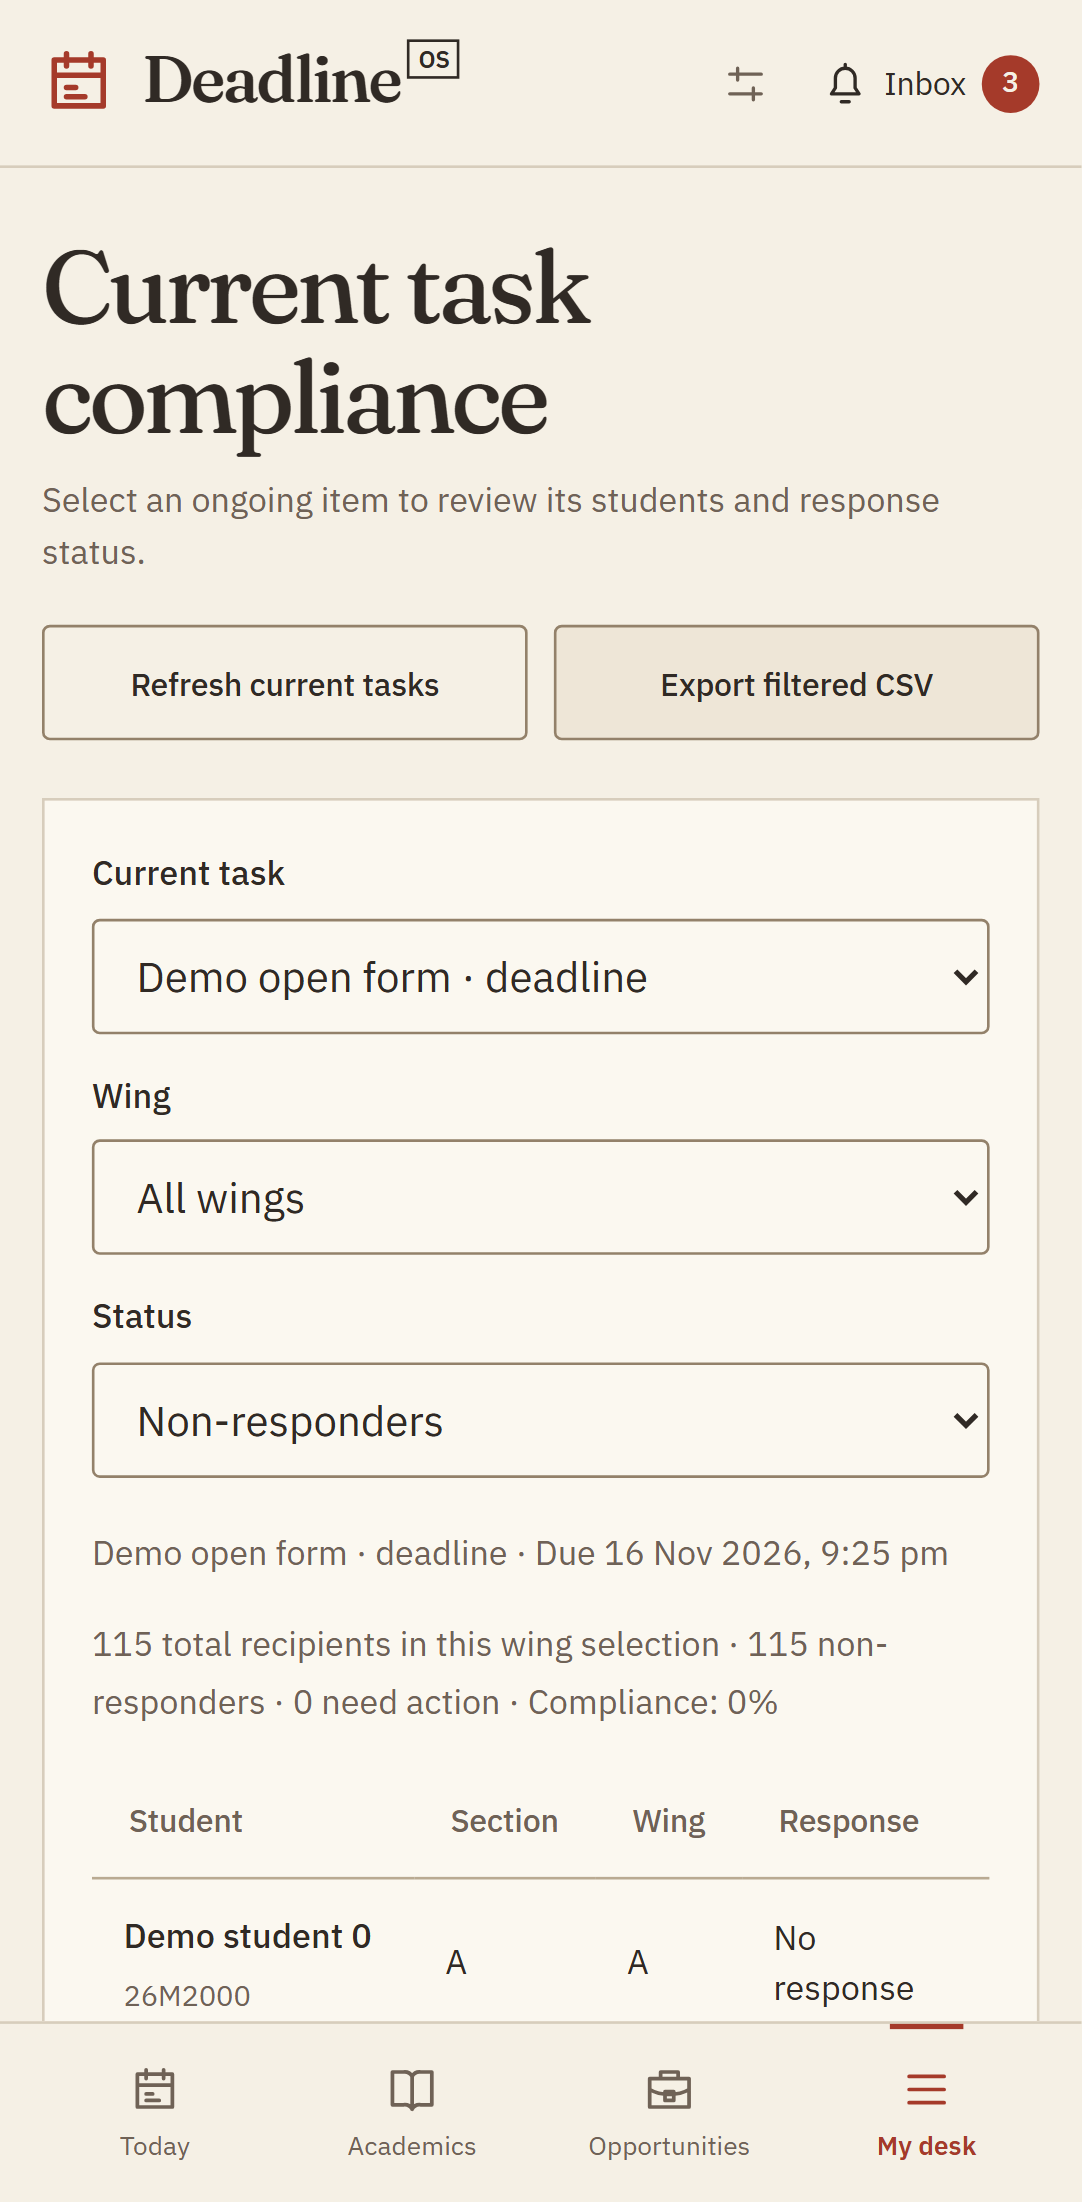 Deadline OS
Inbox 3
Current task
compliance
Select an ongoing item to review its students and response
status.
Refresh current tasks
Export filtered CSV
Current task
Demo open form · deadline
Wing
All wings
Status
Non-responders
Demo open form · deadline · Due 16 Nov 2026, 9:25 pm
115 total recipients in this wing selection · 115 non-
responders · 0 need action · Compliance: 0%
Student Section Wing Response
Demo student 0
26M2000
A
A
No
response
Today
Academics
Opportunities
My desk